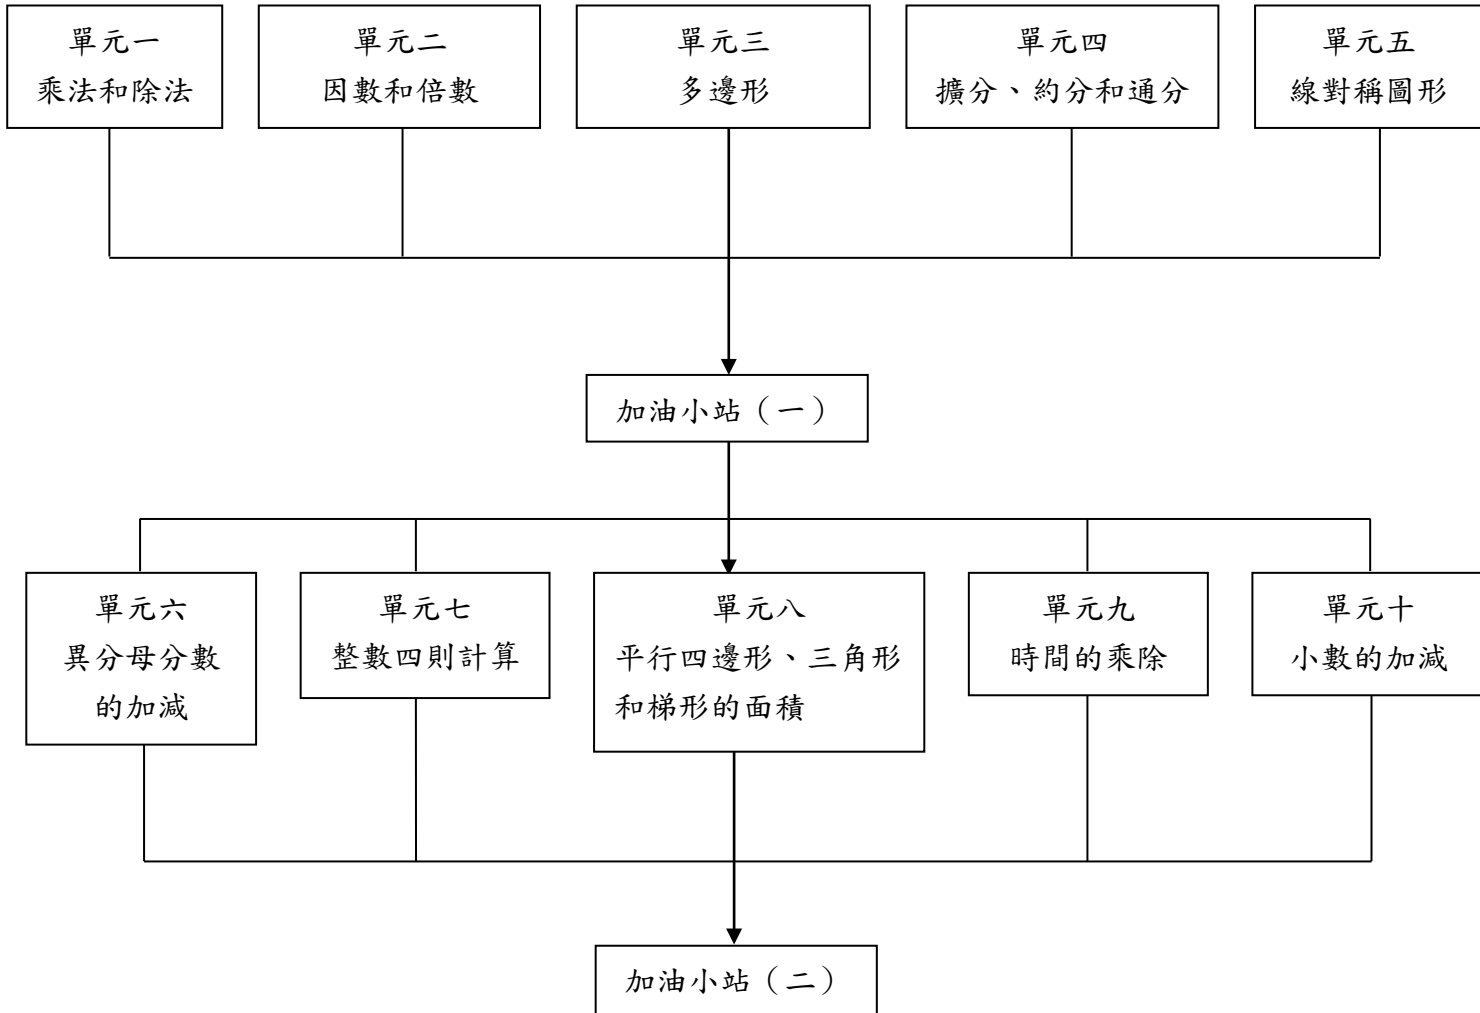 單元一
乘法和除法
單元二
因數和倍數
單元三
多邊形
單元四
擴分、約分和通分
單元五
線對稱圖形
加油小站（一）
單元六
異分母分數
的加減
單元七
整數四則計算
單元八
平行四邊形、三角形
和梯形的面積
單元九
時間的乘除
單元十
小數的加減
加油小站（二）